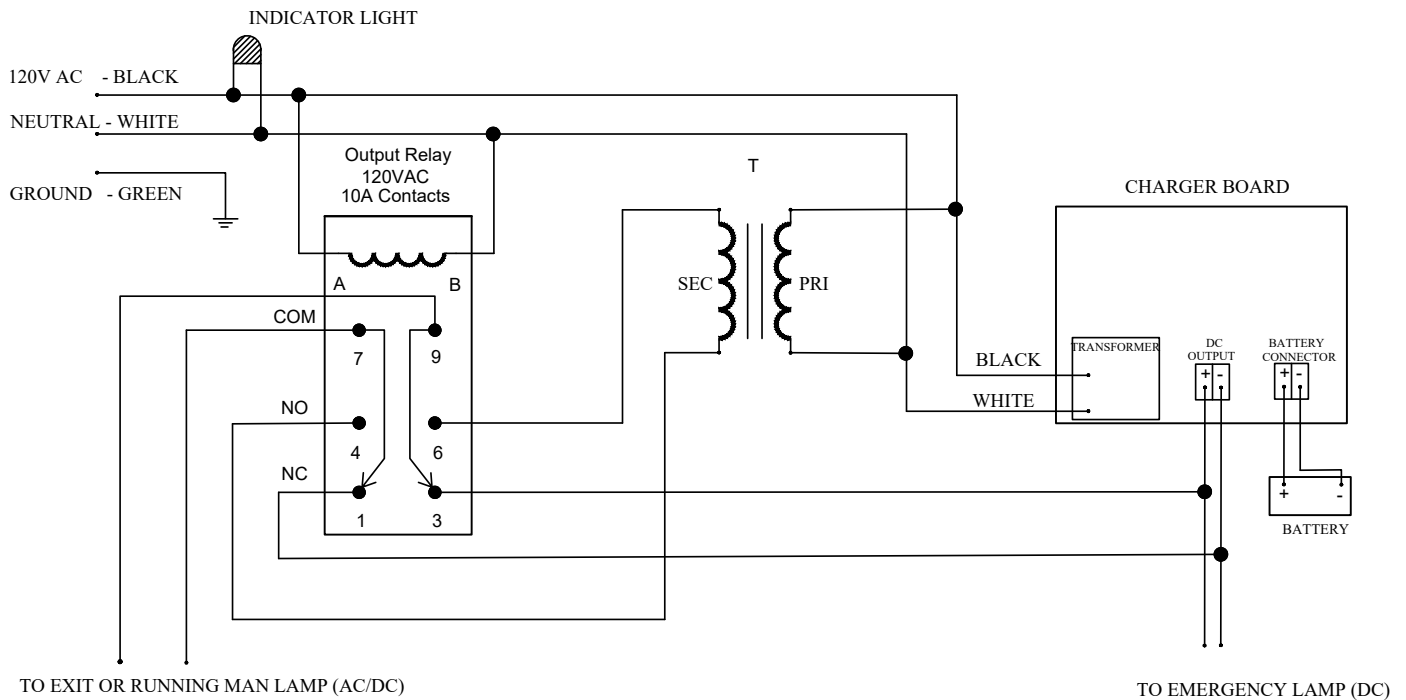 INDICATOR LIGHT
120V AC - BLACK
NEUTRAL - WHITE
GROUND - GREEN
Output Relay
120VAC
10A Contacts
A
B
COM
7
9
NO
4
6
NC
1
3
T
SEC
PRI
CHARGER BOARD
BLACK
WHITE
TRANSFORMER
DC
OUTPUT
+ -
BATTERY
CONNECTOR
+ -
+ -
BATTERY
TO EXIT OR RUNNING MAN LAMP (AC/DC)
TO EMERGENCY LAMP (DC)